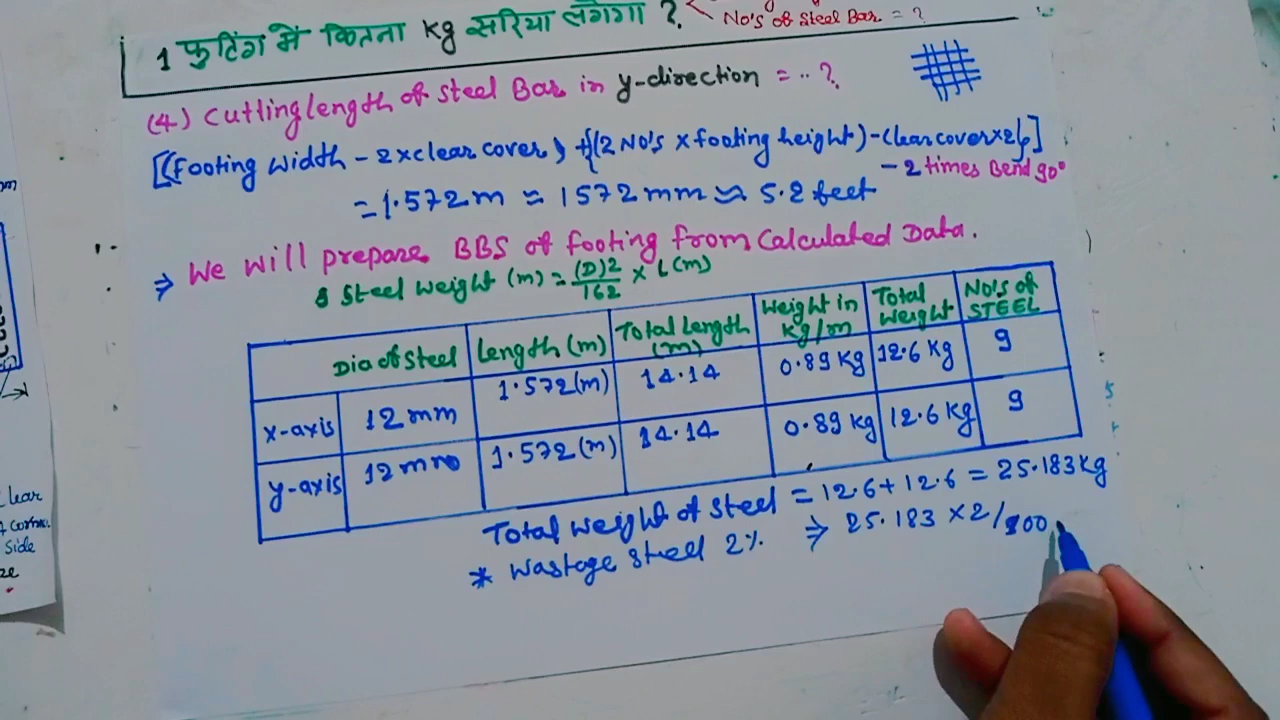 1 फुटिंग में कितना Kg सरिया लगेगा ?
No's of Steel Bar = ?
(4.) Cutting length of Steel Bar in y-direction = .. ?
[(footing width - 2xclear cover) + {(2 No's x footing height) - Clear cover x2}]
- 2 times Bend 90°
= 1.572 m ≈ 1572 mm ≈ 5.2 feet
⇒ We will prepare BBS of footing from Calculated Data.
& Steel weight (m) = (D)2/162 x L (m)
Dia of Steel Length (m) Total Length (m) Weight in Kg/m Total Weight No's of STEEL
x-axis 12 mm 1.572 (m) 14.14 0.89 Kg 12.6 Kg 9
y-axis 12 mm 1.572 (m) 14.14 0.89 Kg 12.6 Kg 9
Total Weight of Steel = 12.6 + 12.6 = 25.183 Kg
* Wastage Steel 2% ⇒ 25.183 x 2/100
Clear
Side